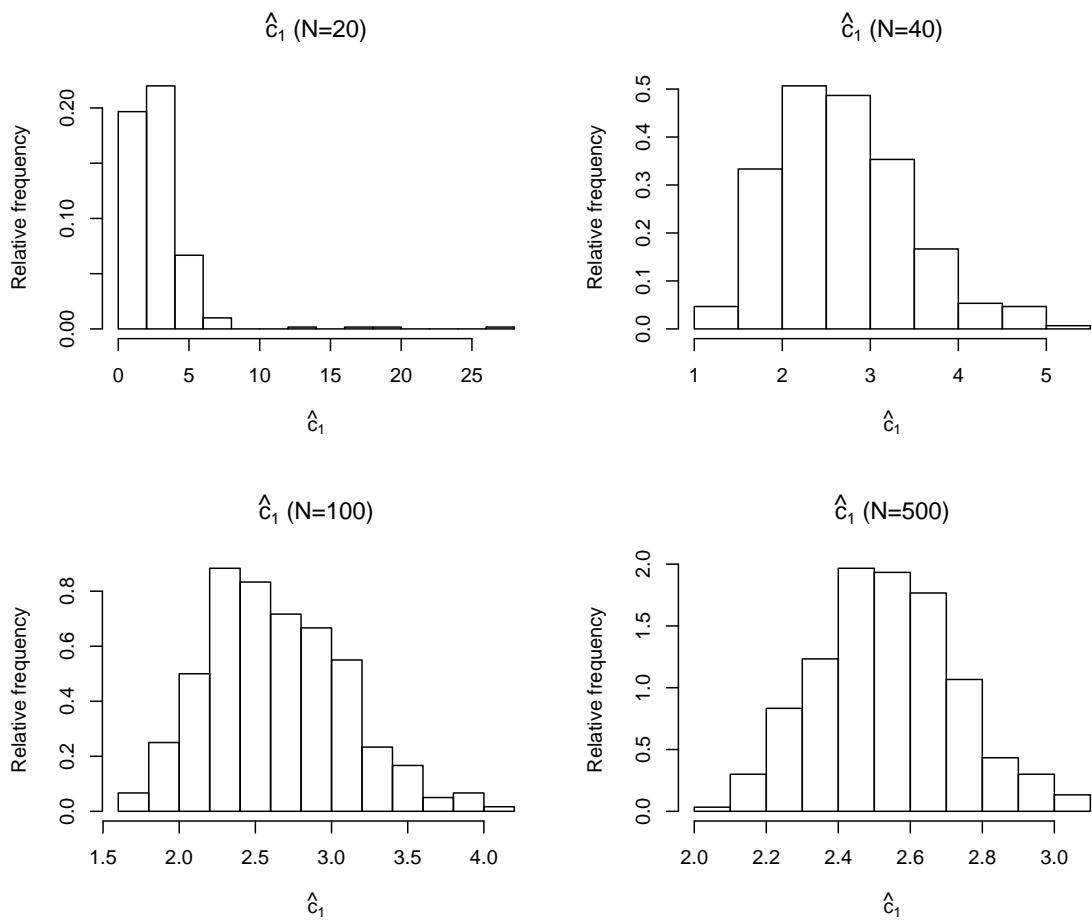 ĉ₁ (N=20)
Relative frequency
0.00 0.10 0.20
0 5 10 15 20 25
ĉ₁
ĉ₁ (N=40)
Relative frequency
0.0 0.1 0.2 0.3 0.4 0.5
1 2 3 4 5
ĉ₁
ĉ₁ (N=100)
Relative frequency
0.0 0.2 0.4 0.6 0.8
1.5 2.0 2.5 3.0 3.5 4.0
ĉ₁
ĉ₁ (N=500)
Relative frequency
0.0 0.5 1.0 1.5 2.0
2.0 2.2 2.4 2.6 2.8 3.0
ĉ₁